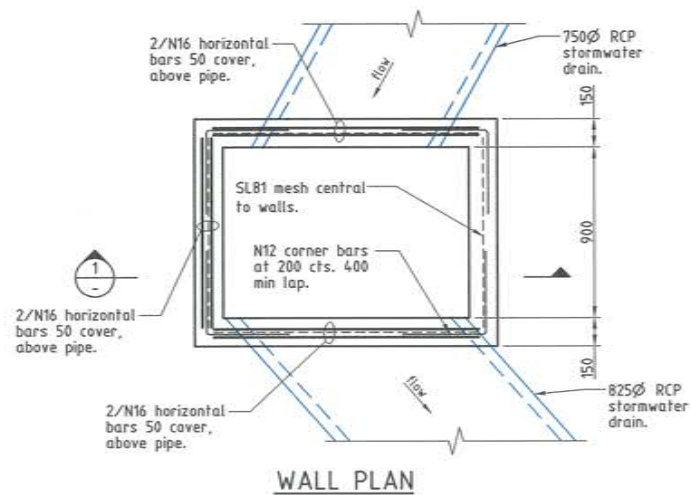 2/N16 horizontal
bars 50 cover,
above pipe.
flow
750Ø RCP
stormwater
drain.
150
SL81 mesh central
to walls.
900
N12 corner bars
at 200 cts. 400
min lap.
1
-
2/N16 horizontal
bars 50 cover,
above pipe.
150
flow
825Ø RCP
stormwater
drain.
2/N16 horizontal
bars 50 cover,
above pipe.
WALL PLAN